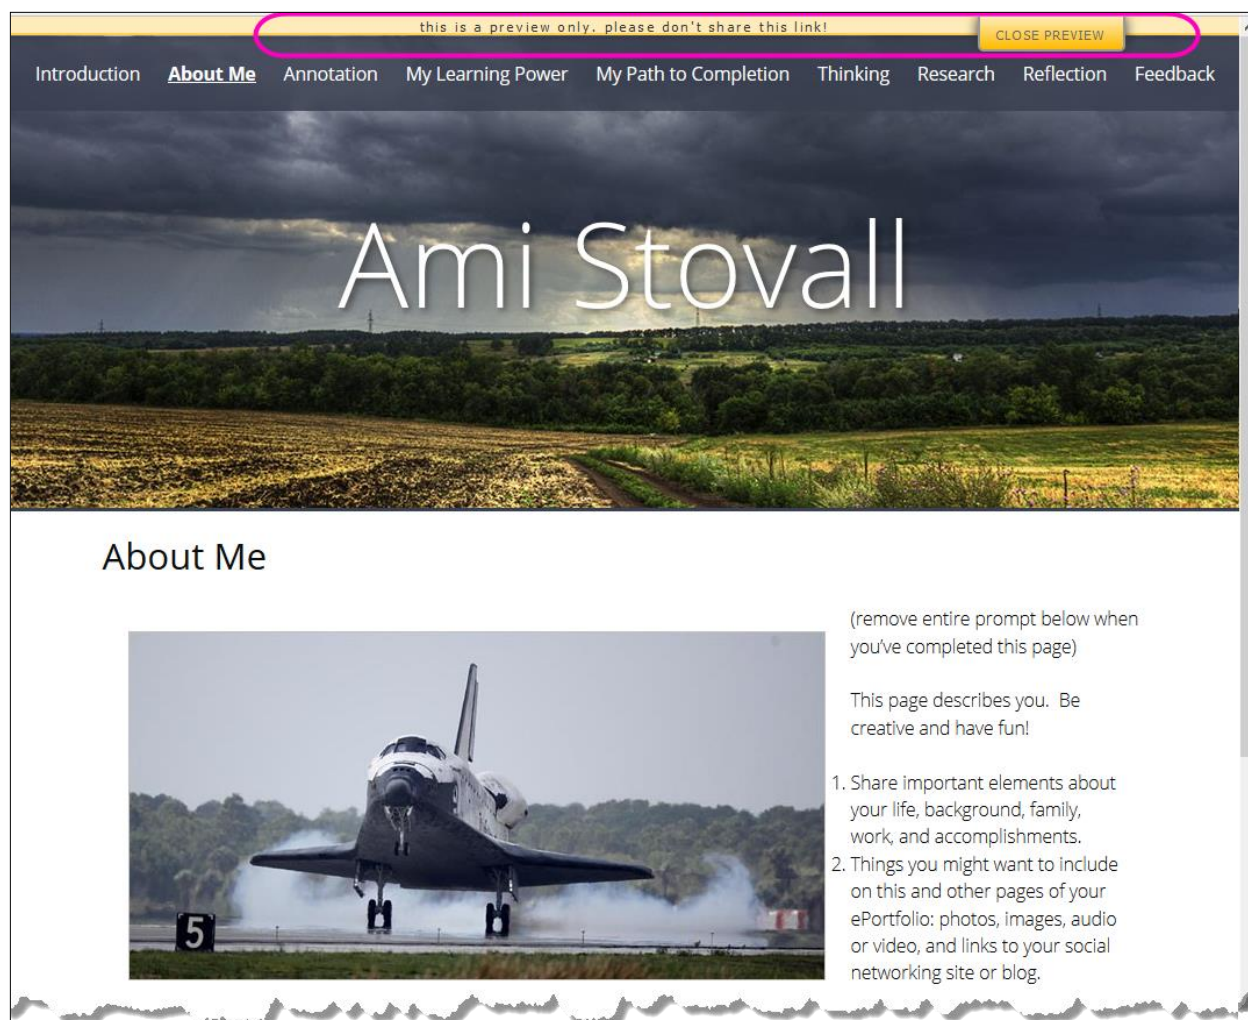 this is a preview only. please don't share this link!
CLOSE PREVIEW
Introduction About Me Annotation My Learning Power My Path to Completion Thinking Research Reflection Feedback
Ami Stovall
About Me
(remove entire prompt below when
you've completed this page)
This page describes you. Be
creative and have fun!
1. Share important elements about
your life, background, family,
work, and accomplishments.
2. Things you might want to include
on this and other pages of your
ePortfolio: photos, images, audio
or video, and links to your social
networking site or blog.
5